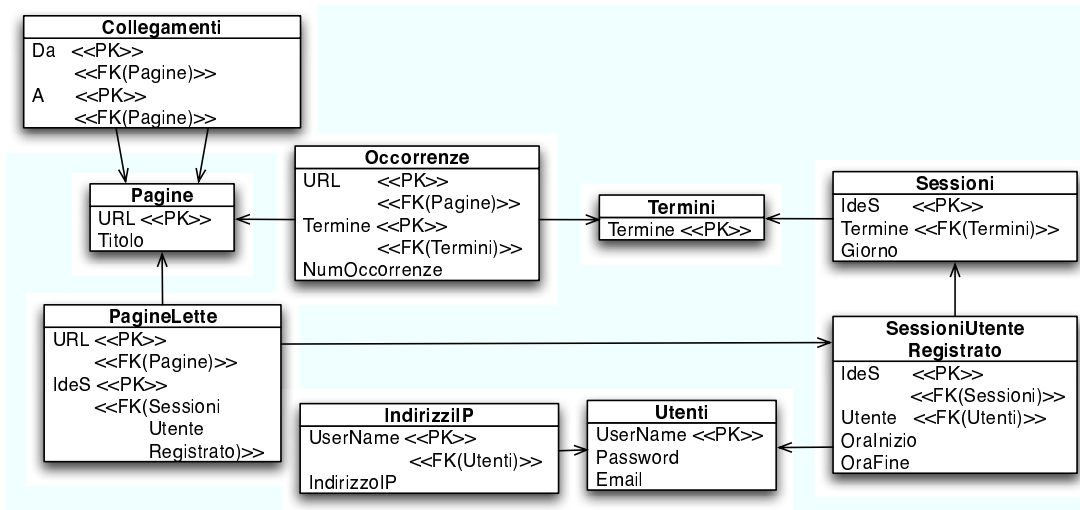 Collegamenti
Da <<PK>>
<<FK(Pagine)>>
A <<PK>>
<<FK(Pagine)>>
Pagine
URL <<PK>>
Titolo
Occorrenze
URL <<PK>>
<<FK(Pagine)>>
Termine <<PK>>
<<FK(Termini)>>
NumOccorrenze
Termini
Termine <<PK>>
Sessioni
IdeS <<PK>>
Termine <<FK(Termini)>>
Giorno
PagineLette
URL <<PK>>
<<FK(Pagine)>>
IdeS <<PK>>
<<FK(Sessioni
Utente
Registrato)>>
IndirizziIP
UserName <<PK>>
<<FK(Utenti)>>
IndirizzoIP
Utenti
UserName <<PK>>
Password
Email
SessioniUtente
Registrato
IdeS <<PK>>
<<FK(Sessioni)>>
Utente <<FK(Utenti)>>
OraInizio
OraFine